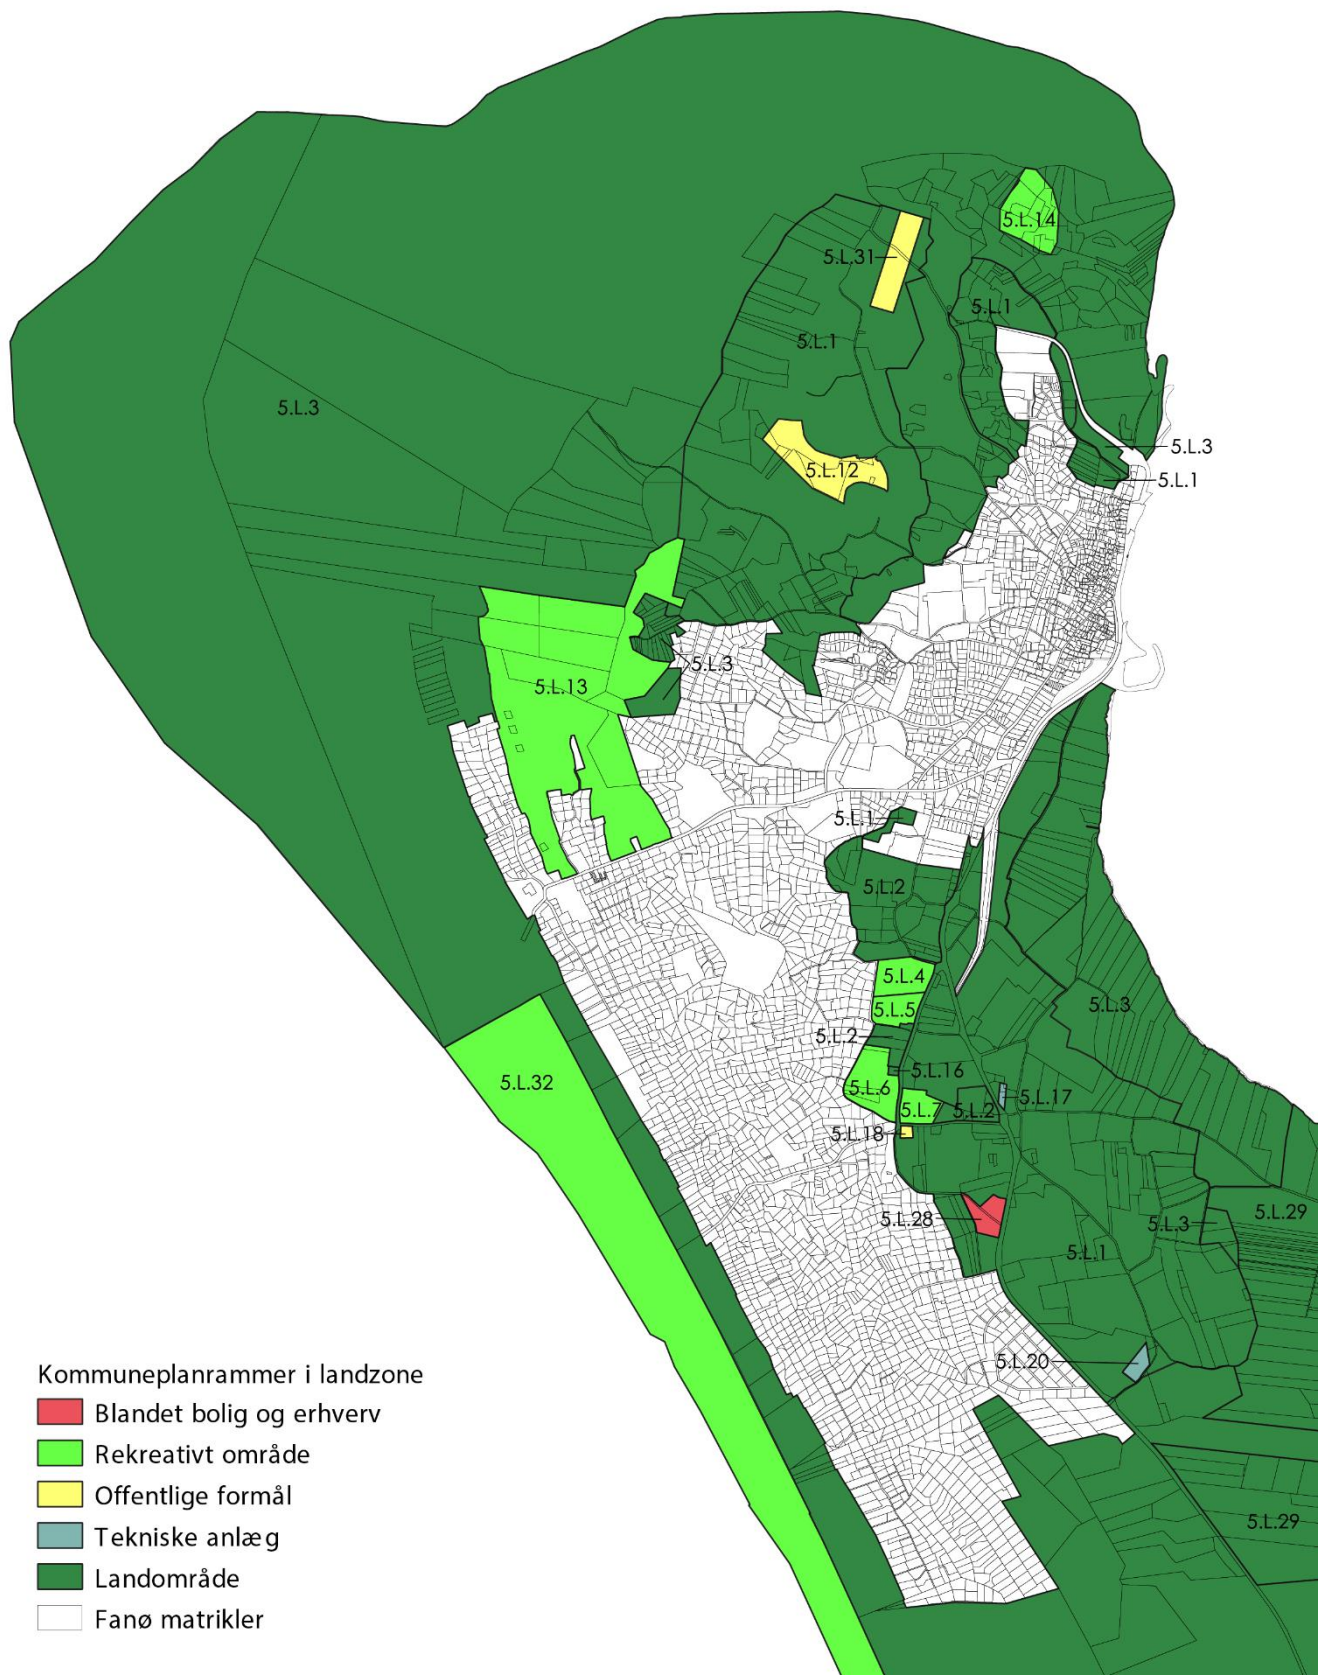 5.L.14
5.L.31
5.L.1
5.L.1
5.L.3
5.L.3
5.L.12
5.L.1
5.L.3
5.L.13
5.L.1
5.L.2
5.L.4
5.L.5
5.L.3
5.L.2
5.L.16
5.L.32
5.L.6
5.L.17
5.L.7
5.L.2
5.L.18
5.L.28
5.L.3
5.L.29
5.L.1
5.L.20
5.L.29
Kommuneplanrammer i landzone
Blandet bolig og erhverv
Rekreativt område
Offentlige formål
Tekniske anlæg
Landområde
Fanø matrikler